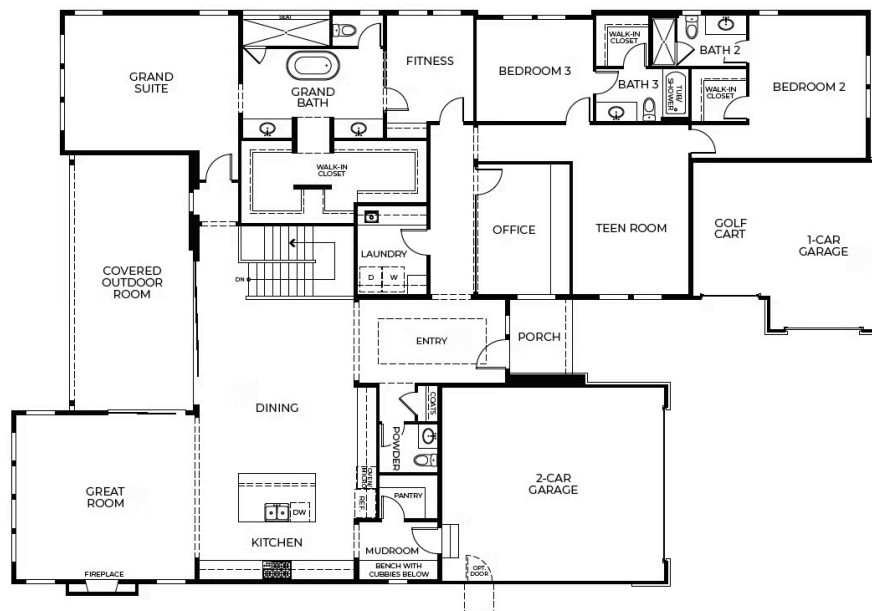 SEAT
GRAND
SUITE
GRAND
BATH
FITNESS
BEDROOM 3
WALK-IN
CLOSET
BATH 2
BATH 3
TUB/
SHOWER
WALK-IN
CLOSET
BEDROOM 2
WALK-IN
CLOSET
OFFICE
TEEN ROOM
GOLF
CART
1-CAR
GARAGE
LAUNDRY
D
W
COVERED
OUTDOOR
ROOM
DN
ENTRY
PORCH
DINING
COATS
POWDER
OVEN/
MICRO
REF.
PANTRY
2-CAR
GARAGE
GREAT
ROOM
DW
KITCHEN
MUDROOM
BENCH WITH
CUBBIES BELOW
OPT.
DOOR
FIREPLACE